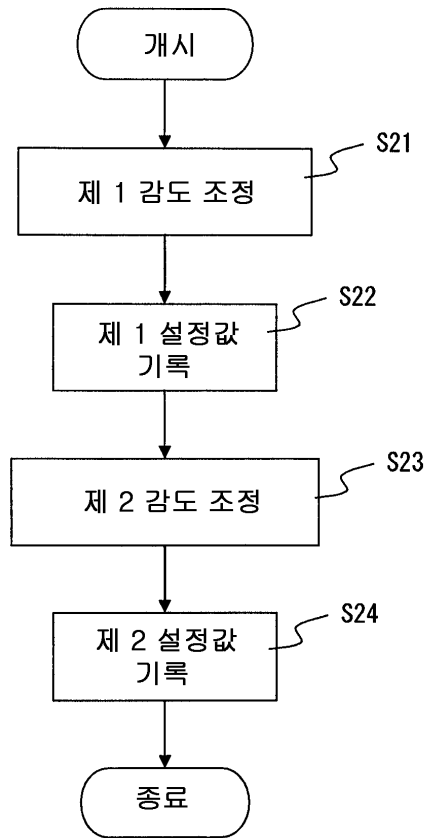 개시
S21
제 1 감도 조정
S22
제 1 설정값
기록
S23
제 2 감도 조정
S24
제 2 설정값
기록
종료